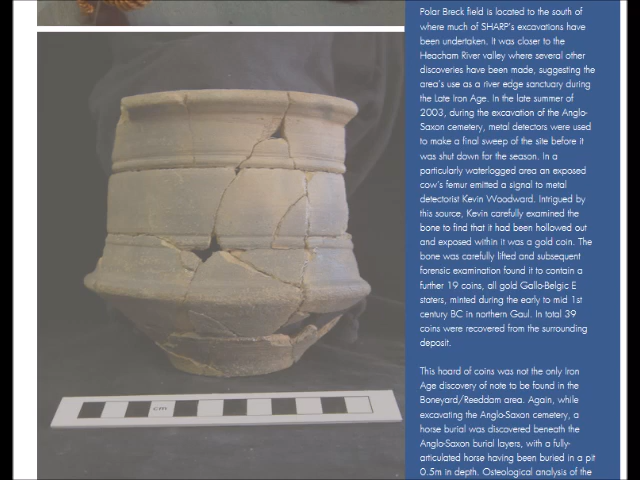 Polar Breck field is located to the south of
where much of SHARP's excavations have
been undertaken. It was closer to the
Heacham River valley where several other
discoveries have been made, suggesting the
area's use as a river edge sanctuary during
the Late Iron Age. In the late summer of
2003, during the excavation of the Anglo-
Saxon cemetery, metal detectors were used
to make a final sweep of the site before it
was shut down for the season. In a
particularly waterlogged area an exposed
cow's femur emitted a signal to metal
detectorist Kevin Woodward. Intrigued by
this source, Kevin carefully examined the
bone to find that it had been hollowed out
and exposed within it was a gold coin. The
bone was carefully lifted and subsequent
forensic examination found it to contain a
further 19 coins, all gold Gallo-Belgic E
staters, minted during the early to mid 1st
century BC in northern Gaul. In total 39
coins were recovered from the surrounding
deposit.
This hoard of coins was not the only Iron
Age discovery of note to be found in the
Boneyard/Reeddam area. Again, while
excavating the Anglo-Saxon cemetery, a
horse burial was discovered beneath the
Anglo-Saxon burial layers, with a fully-
articulated horse having been buried in a pit
0.5m in depth. Osteological analysis of the
cm